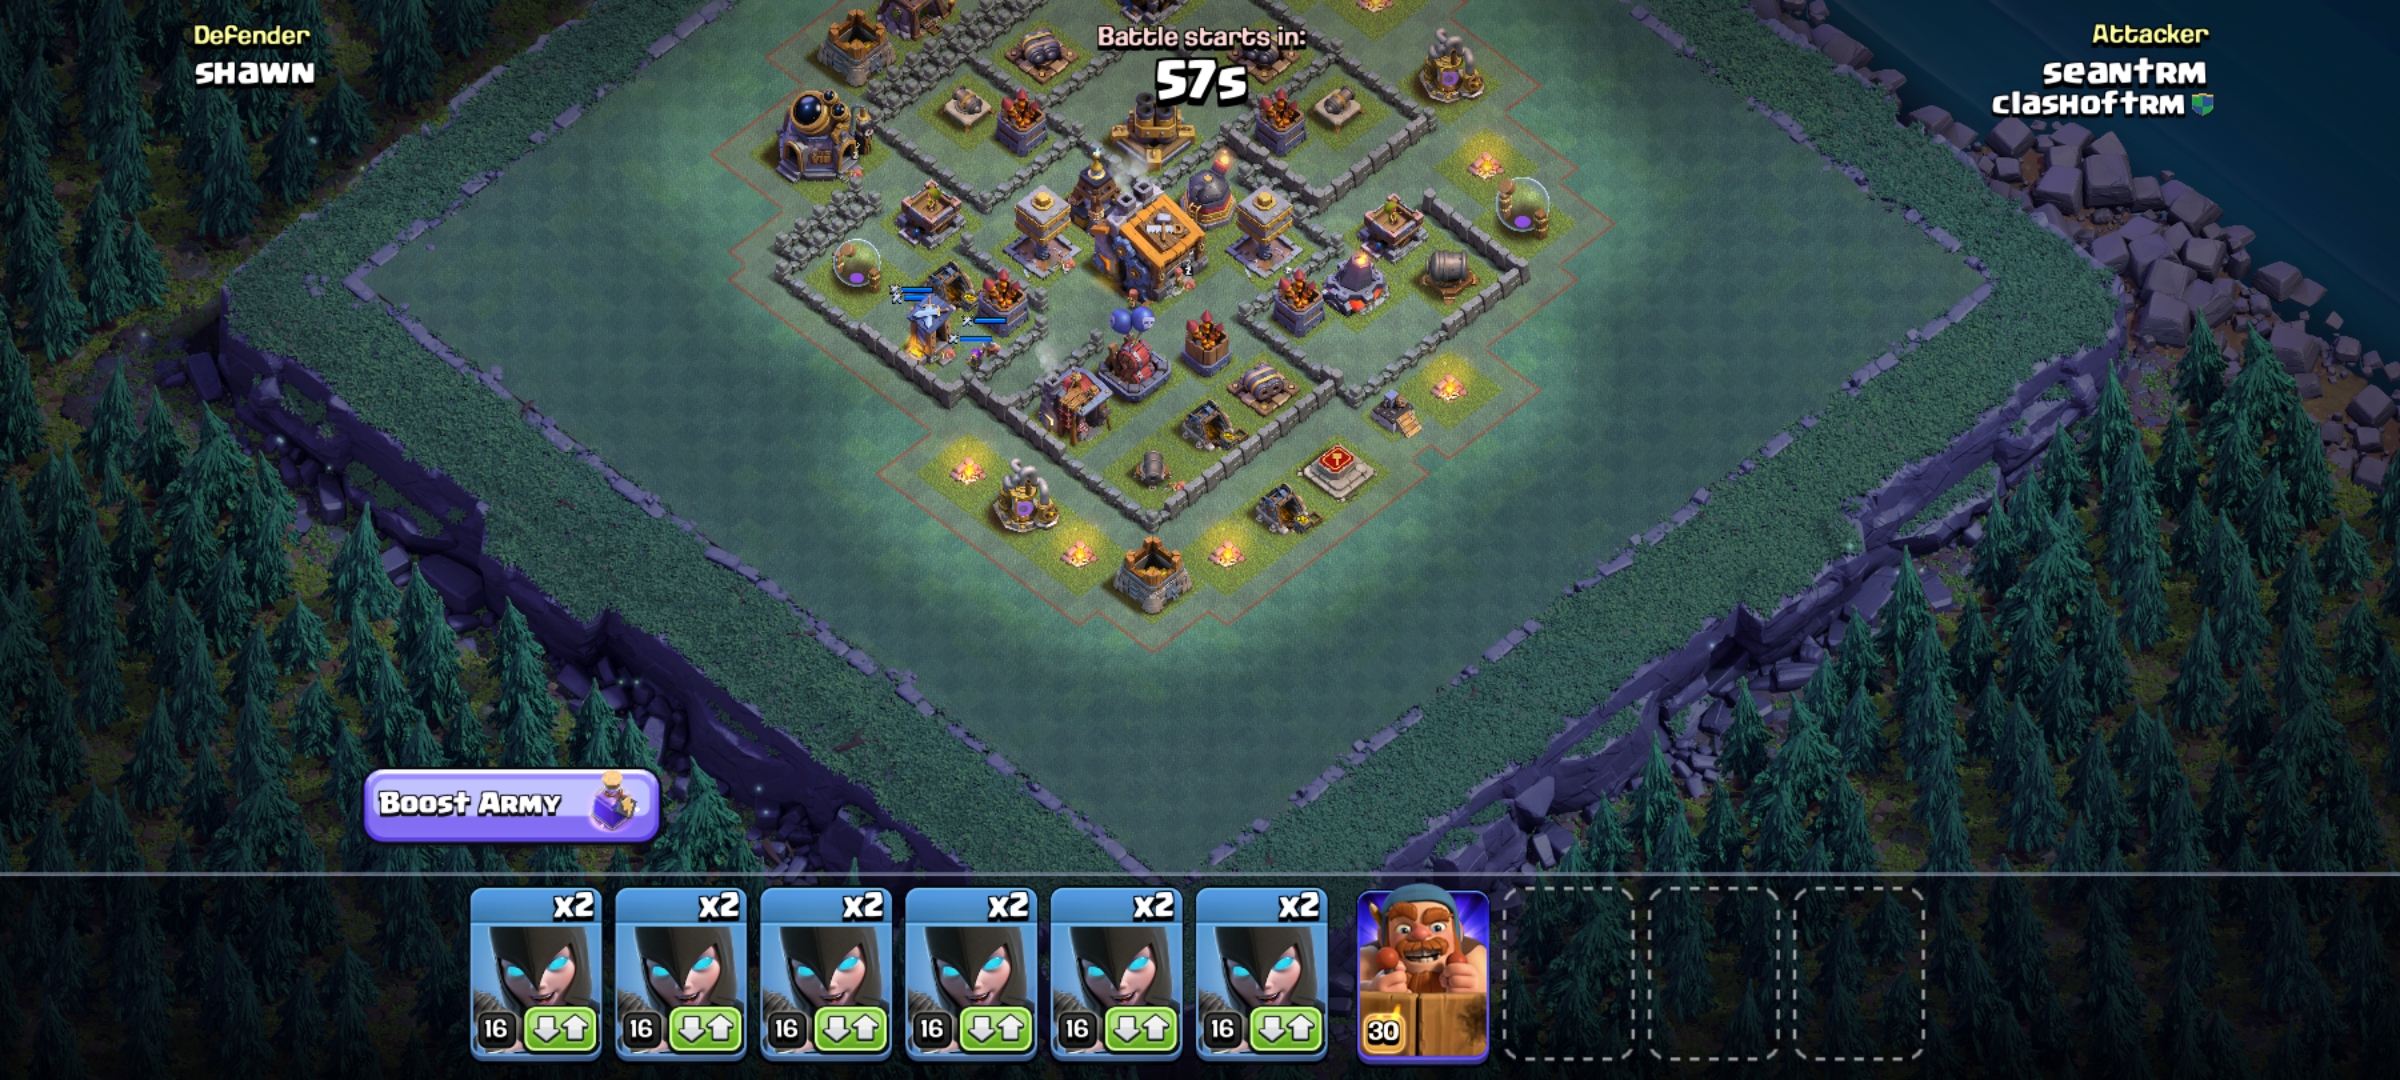 Defender
SHAWN
Battle starts in:
57s
Attacker
seantRM
clashoftRM
Boost Army
x2
x2
x2
x2
x2
x2
16
16
16
16
16
16
30